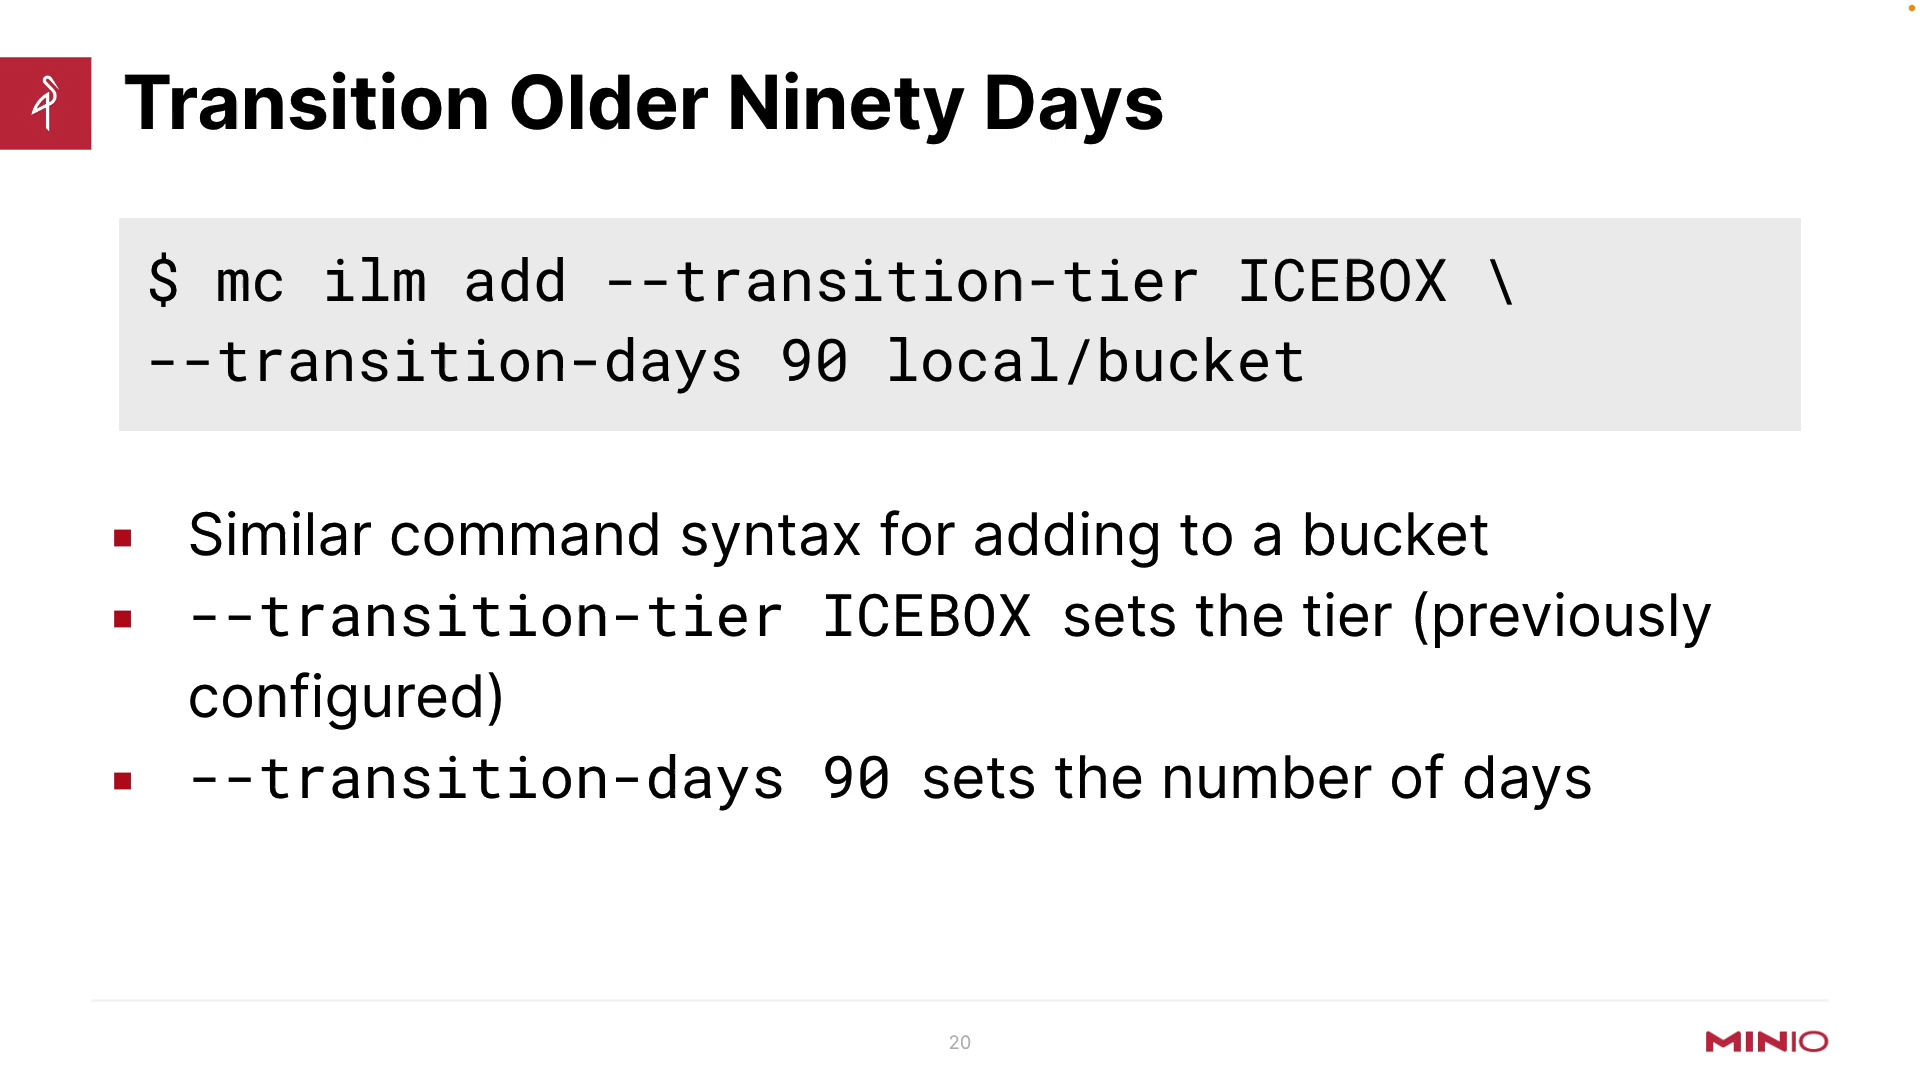 Transition Older Ninety Days
$ mc ilm add --transition-tier ICEBOX \
--transition-days 90 local/bucket
Similar command syntax for adding to a bucket
--transition-tier ICEBOX sets the tier (previously
configured)
--transition-days 90 sets the number of days
20
MINIO